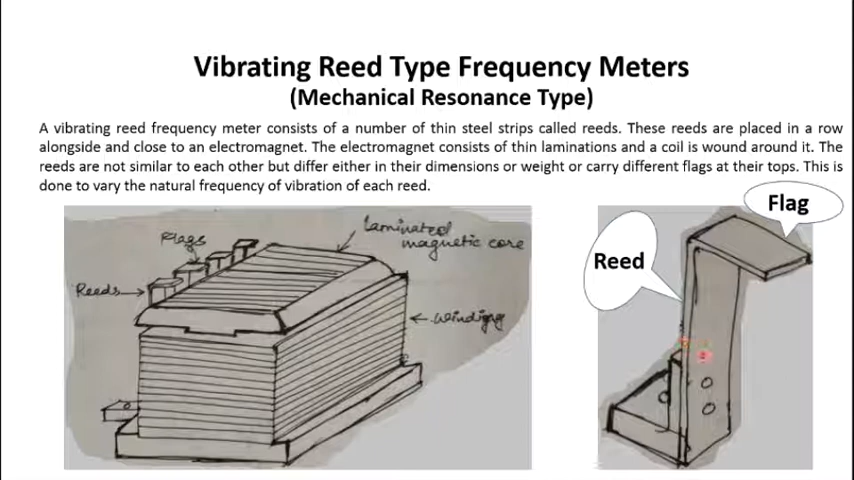 Vibrating Reed Type Frequency Meters
(Mechanical Resonance Type)
A vibrating reed frequency meter consists of a number of thin steel strips called reeds. These reeds are placed in a row
alongside and close to an electromagnet. The electromagnet consists of thin laminations and a coil is wound around it. The
reeds are not similar to each other but differ either in their dimensions or weight or carry different flags at their tops. This is
done to vary the natural frequency of vibration of each reed.
Flags
Laminated
magnetic core
Reeds
Winding
Flag
Reed